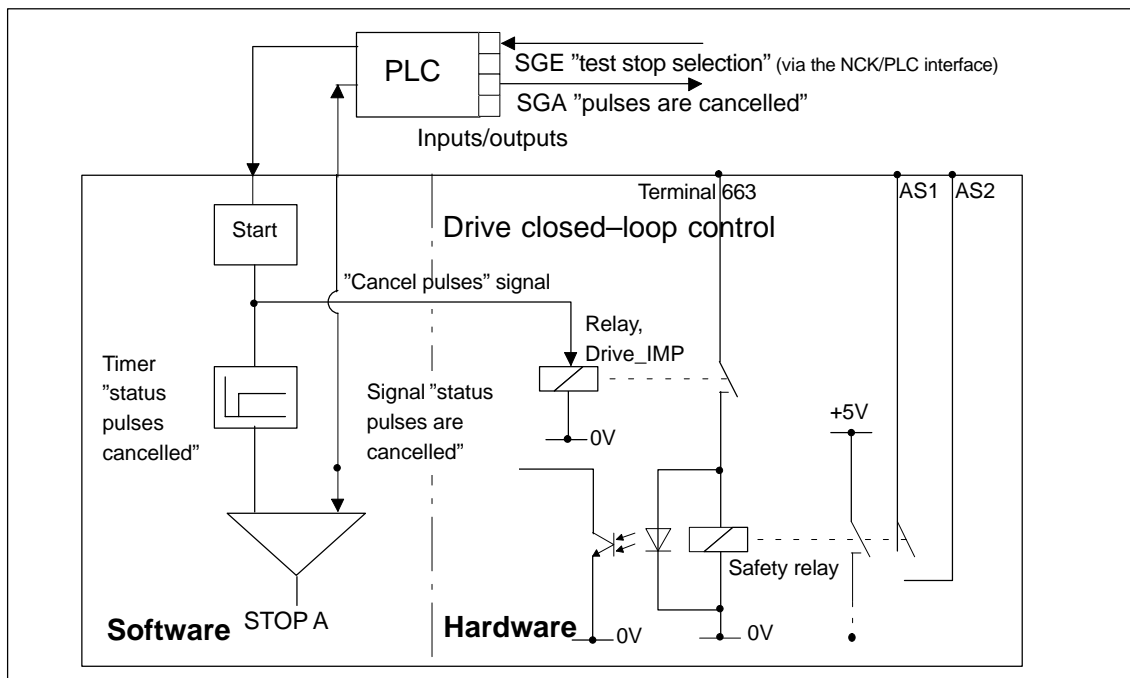 PLC
SGE ”test stop selection” (via the NCK/PLC interface)
SGA ”pulses are cancelled”
Inputs/outputs
Terminal 663
AS1
AS2
Start
Drive closed–loop control
”Cancel pulses” signal
Relay,
Drive_IMP
Timer
”status
pulses
cancelled”
Signal ”status
pulses are
cancelled”
0V
+5V
Safety relay
STOP A
Software
Hardware
0V
0V